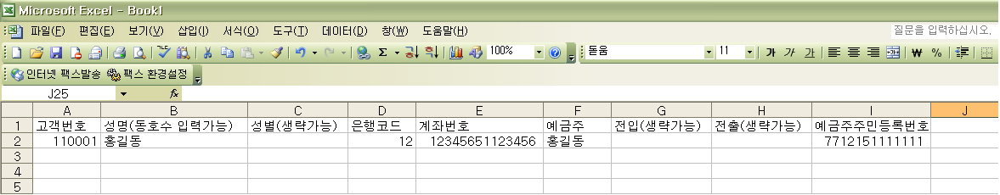 Microsoft Excel - Book1
파일(F) 편집(E) 보기(V) 삽입(I) 서식(O) 도구(T) 데이터(D) 창(W) 도움말(H) 질문을 입력하십시오.
100% 돋움 11 가 가 가 ₩ %
인터넷 팩스발송 팩스 환경설정
J25 fx
A B C D E F G H I J
1 고객번호 성명(동호수 입력가능) 성별(생략가능) 은행코드 계좌번호 예금주 전입(생략가능) 전출(생략가능) 예금주주민등록번호
2 110001 홍길동 12 12345651123456 홍길동 7712151111111
3
4
5